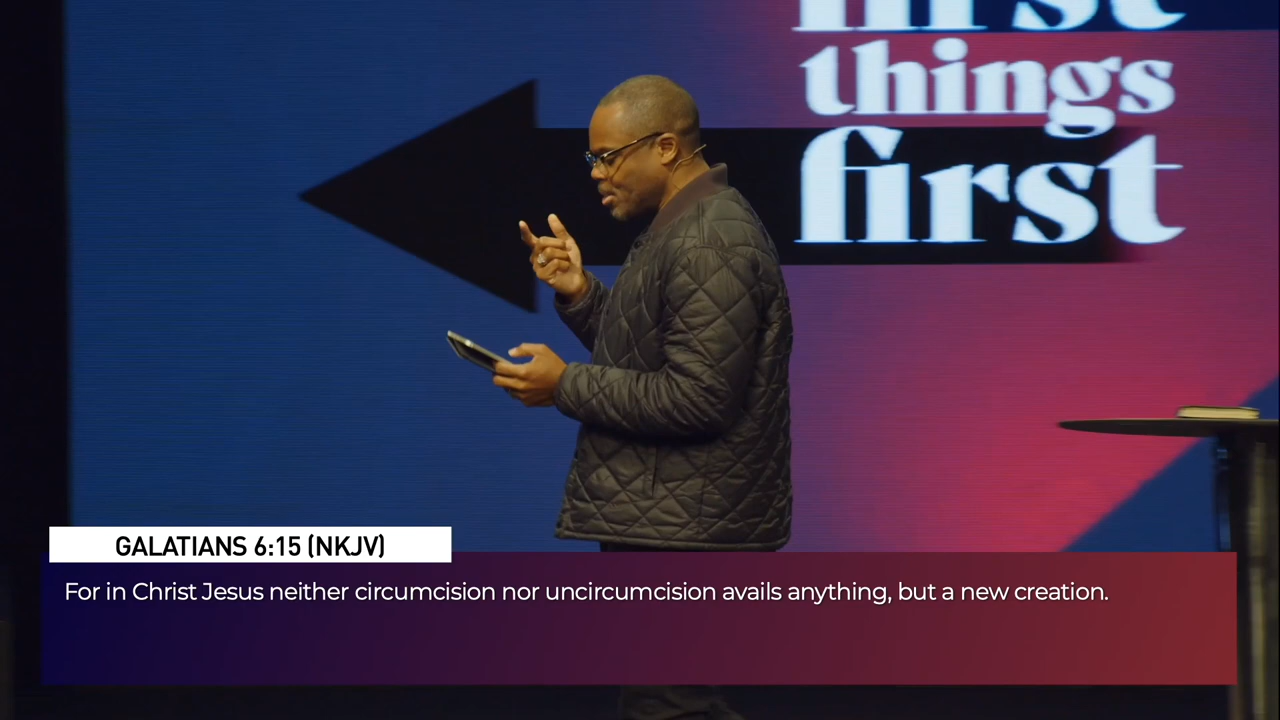 first
things
first
GALATIANS 6:15 (NKJV)
For in Christ Jesus neither circumcision nor uncircumcision avails anything, but a new creation.